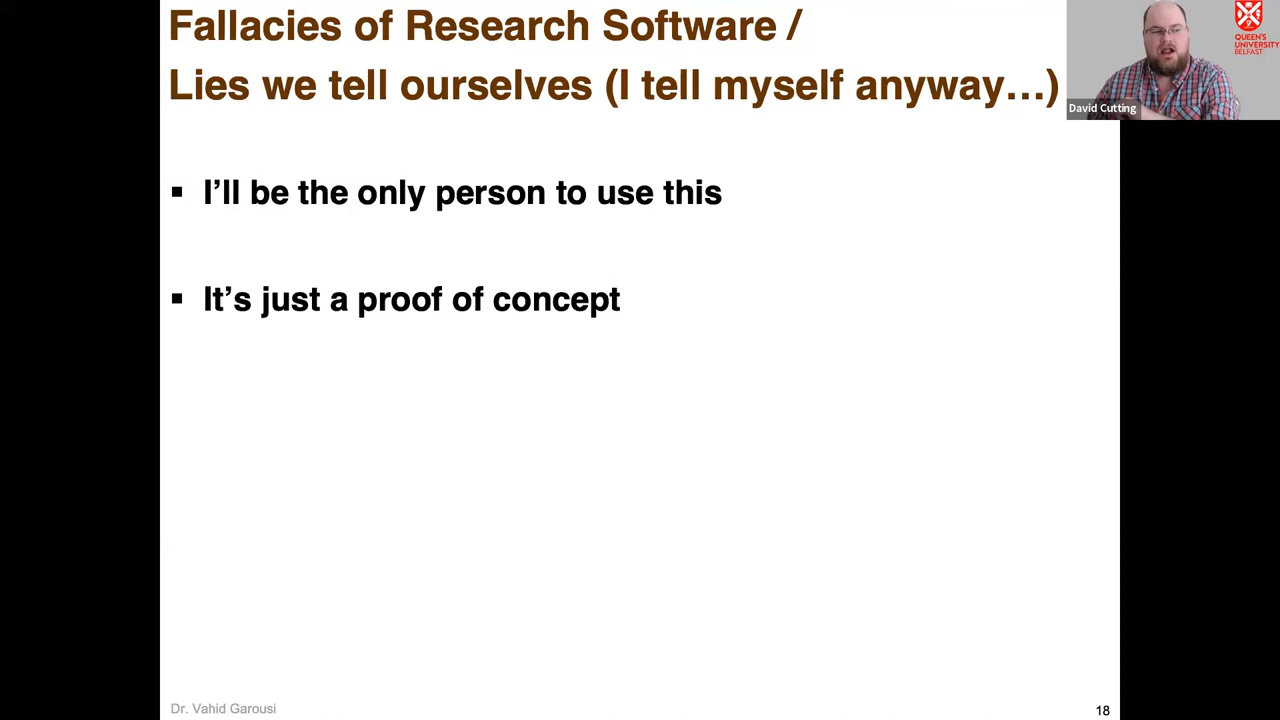 Fallacies of Research Software /
Lies we tell ourselves (I tell myself anyway…)
QUEEN'S
UNIVERSITY
BELFAST
David Cutting
▪ I’ll be the only person to use this
▪ It’s just a proof of concept
Dr. Vahid Garousi
18